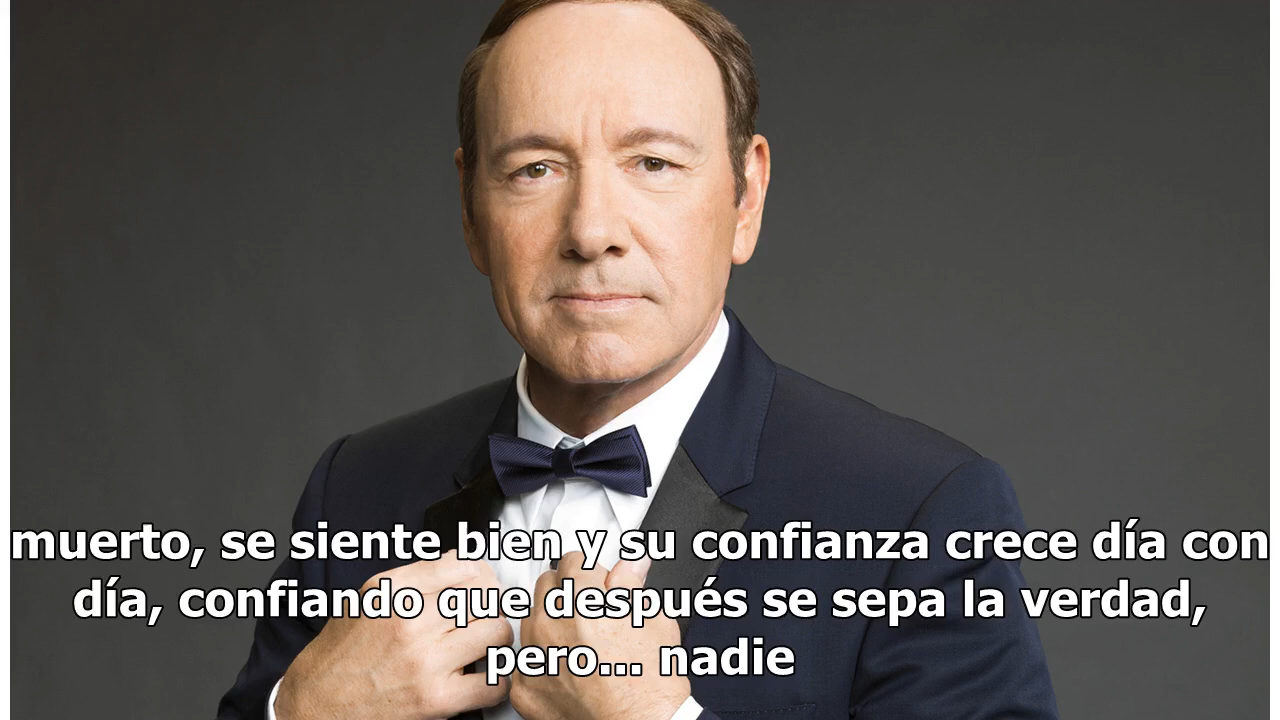 muerto, se siente bien y su confianza crece día con
día, confiando que después se sepa la verdad,
pero... nadie